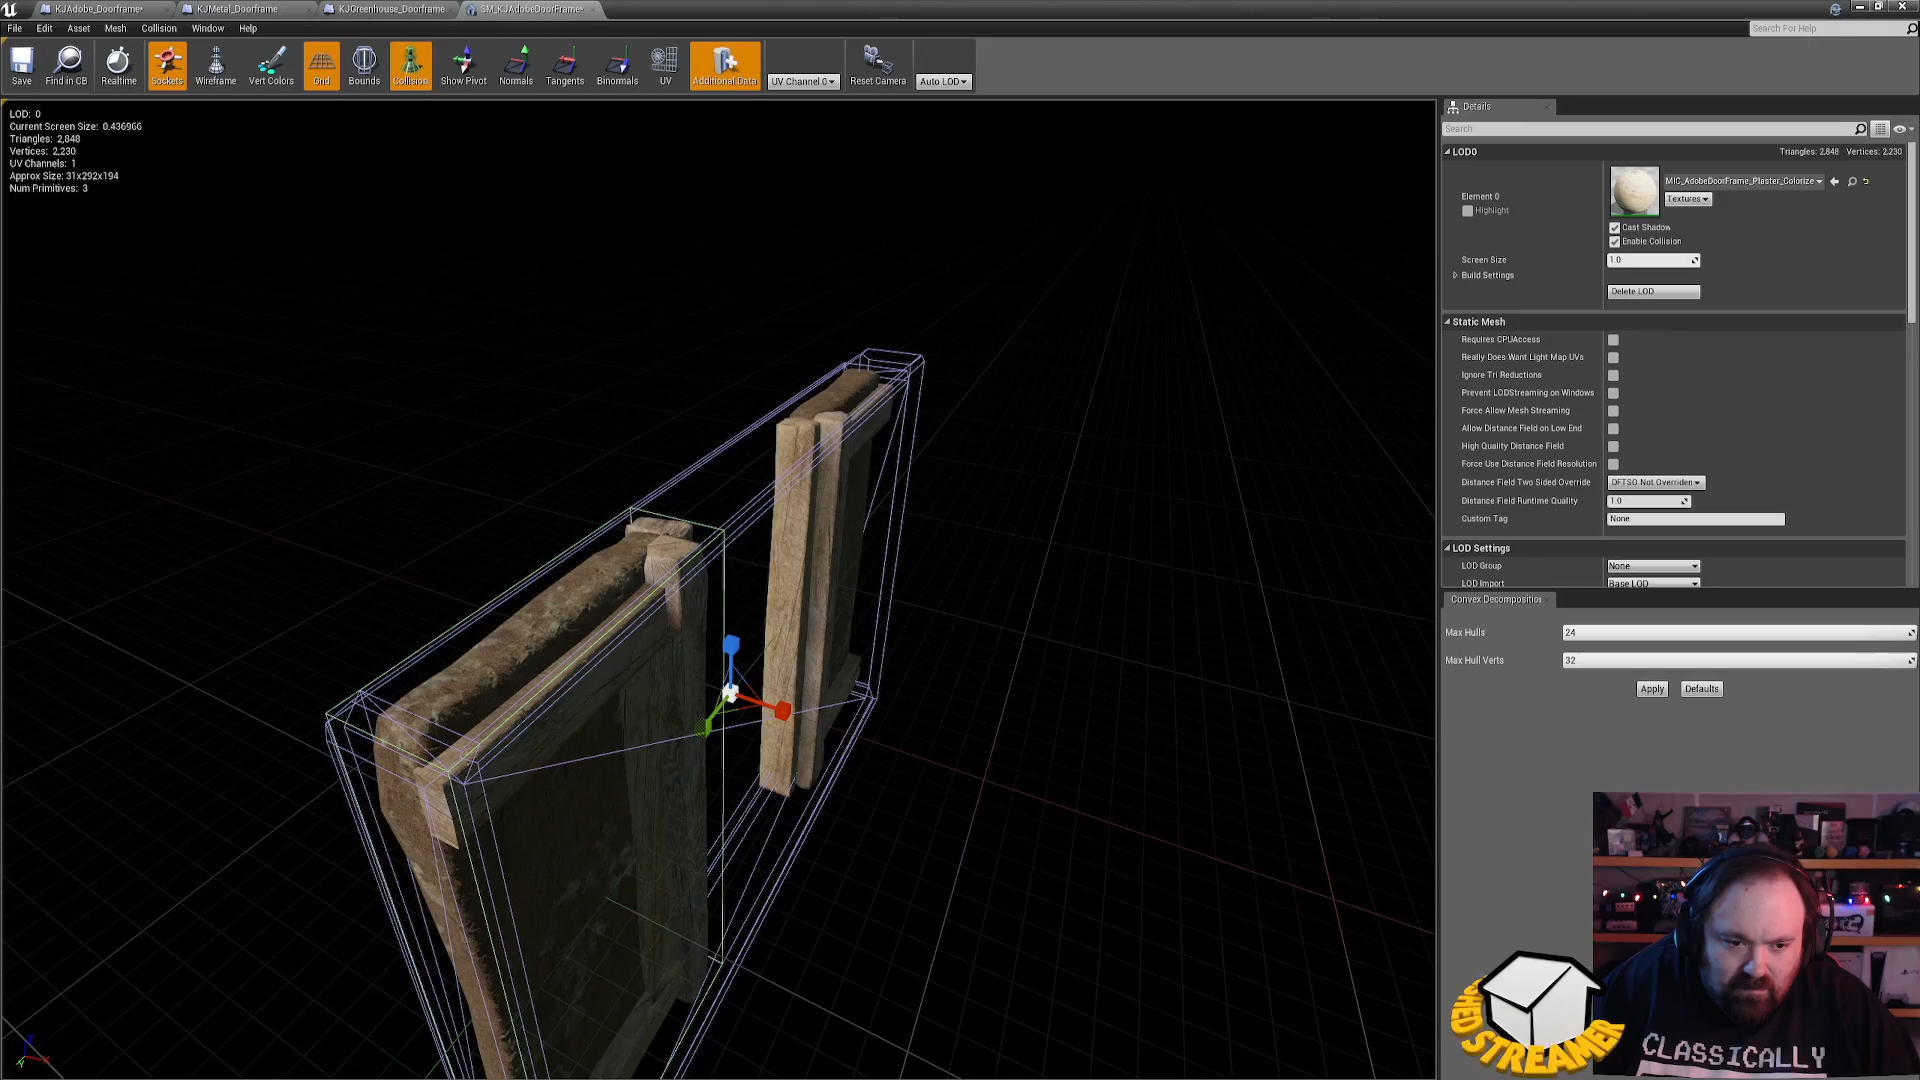 KJAdobe_Doorframe*
KJMetal_Doorframe
KJGreenhouse_Doorframe
SM_KJAdobeDoorFrame*
File Edit Asset Mesh Collision Window Help
Search For Help
Save
Find in CB
Realtime
Sockets
Wireframe
Vert Colors
Grid
Bounds
Collision
Show Pivot
Normals
Tangents
Binormals
UV
Additional Data
UV Channel 0
Reset Camera
Auto LOD
LOD: 0
Current Screen Size: 0.436966
Triangles: 2,848
Vertices: 2,230
UV Channels: 1
Approx Size: 31x292x194
Num Primitives: 3
Details
Search
LOD0 Triangles: 2,848 Vertices: 2,230
Element 0
Highlight
MIC_AdobeDoorFrame_Plaster_Colorize
Textures
Cast Shadow
Enable Collision
Screen Size 1.0
Build Settings
Delete LOD
Static Mesh
Requires CPUAccess
Really Does Want Light Map UVs
Ignore Tri Reductions
Prevent LODStreaming on Windows
Force Allow Mesh Streaming
Allow Distance Field on Low End
High Quality Distance Field
Force Use Distance Field Resolution
Distance Field Two Sided Override DFTSO Not Overriden
Distance Field Runtime Quality 1.0
Custom Tag None
LOD Settings
LOD Group None
LOD Import Base LOD
Convex Decompositior
Max Hulls 24
Max Hull Verts 32
Apply Defaults
SHED STREAMER
CLASSICALLY